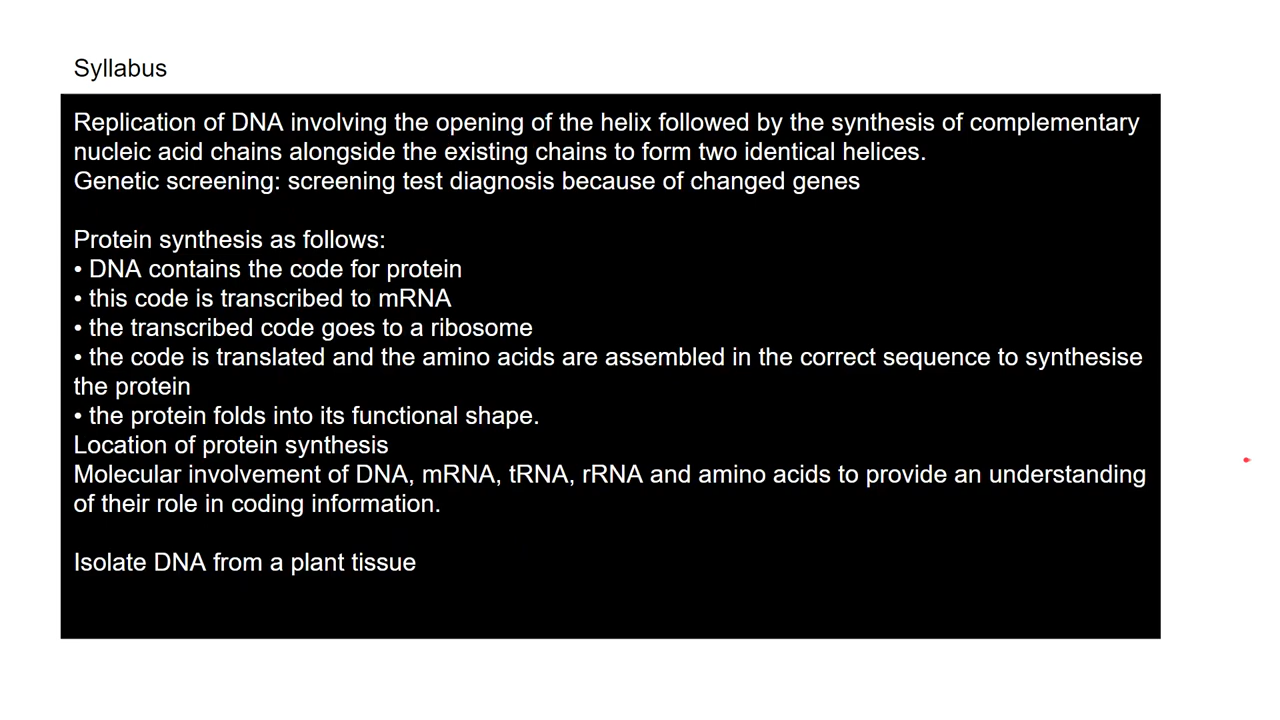 Syllabus
Replication of DNA involving the opening of the helix followed by the synthesis of complementary
nucleic acid chains alongside the existing chains to form two identical helices.
Genetic screening: screening test diagnosis because of changed genes
Protein synthesis as follows:
• DNA contains the code for protein
• this code is transcribed to mRNA
• the transcribed code goes to a ribosome
• the code is translated and the amino acids are assembled in the correct sequence to synthesise
the protein
• the protein folds into its functional shape.
Location of protein synthesis
Molecular involvement of DNA, mRNA, tRNA, rRNA and amino acids to provide an understanding
of their role in coding information.
Isolate DNA from a plant tissue